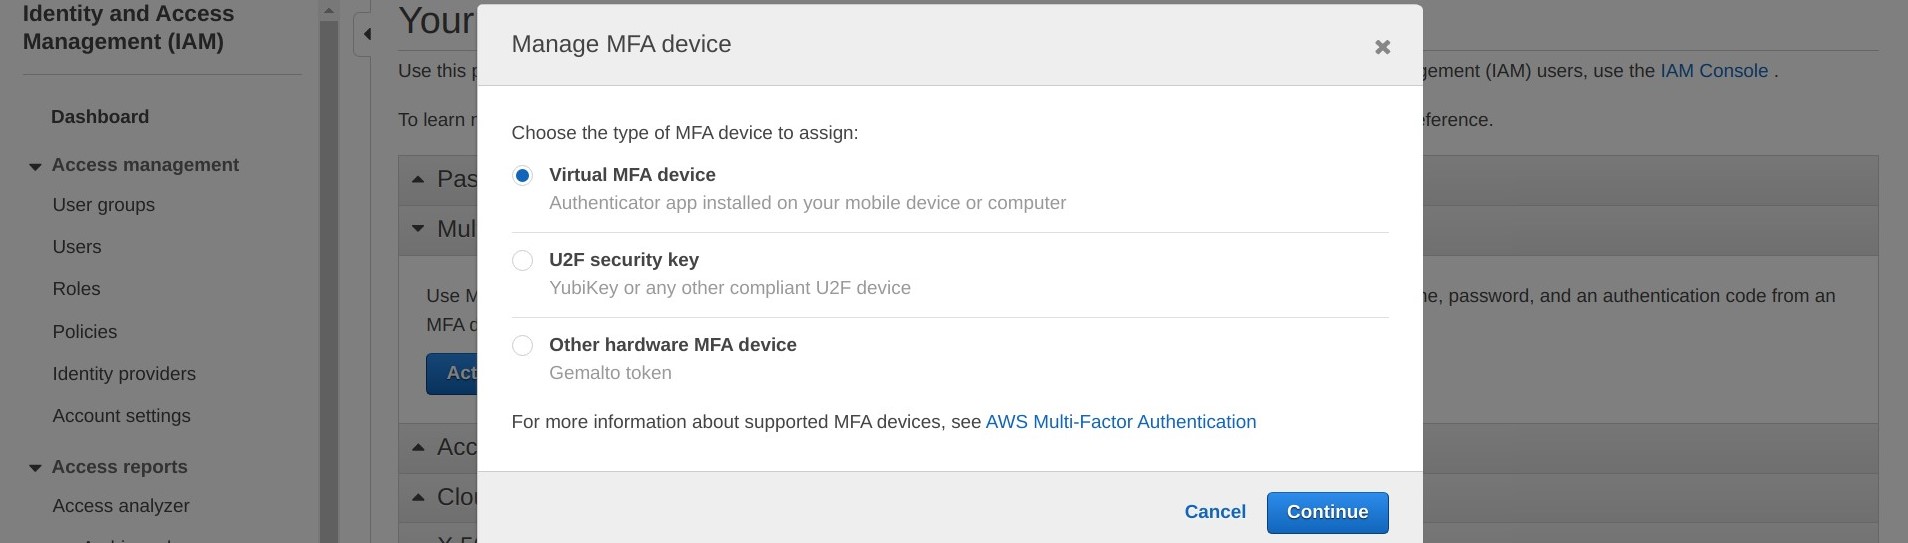 Identity and Access
Management (IAM)
Dashboard
Access management
User groups
Users
Roles
Policies
Identity providers
Account settings
Access reports
Access analyzer
Your
Use this
gement (IAM) users, use the IAM Console .
To learn
eference.
Pas
Mul
Use M
e, password, and an authentication code from an
MFA d
Act
Acc
Clou
Manage MFA device
Choose the type of MFA device to assign:
Virtual MFA device
Authenticator app installed on your mobile device or computer
U2F security key
YubiKey or any other compliant U2F device
Other hardware MFA device
Gemalto token
For more information about supported MFA devices, see AWS Multi-Factor Authentication
Cancel
Continue